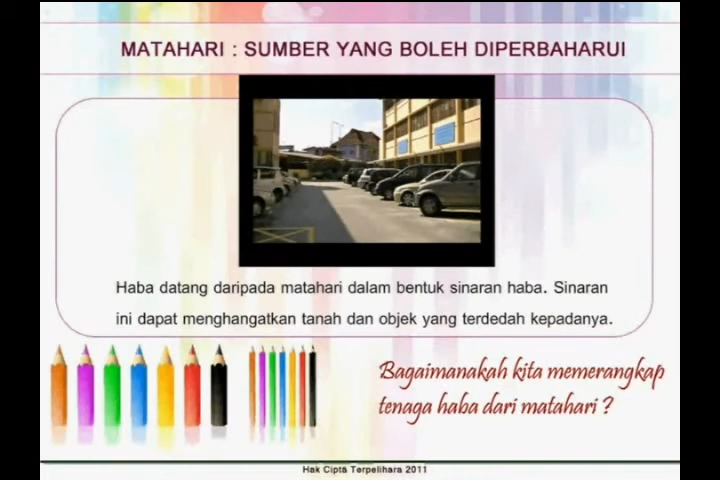 MATAHARI : SUMBER YANG BOLEH DIPERBAHARUI
Haba datang daripada matahari dalam bentuk sinaran haba. Sinaran
ini dapat menghangatkan tanah dan objek yang terdedah kepadanya.
Bagaimanakah kita memerangkap
tenaga haba dari matahari ?
Hak Cipta Terpelihara 2011